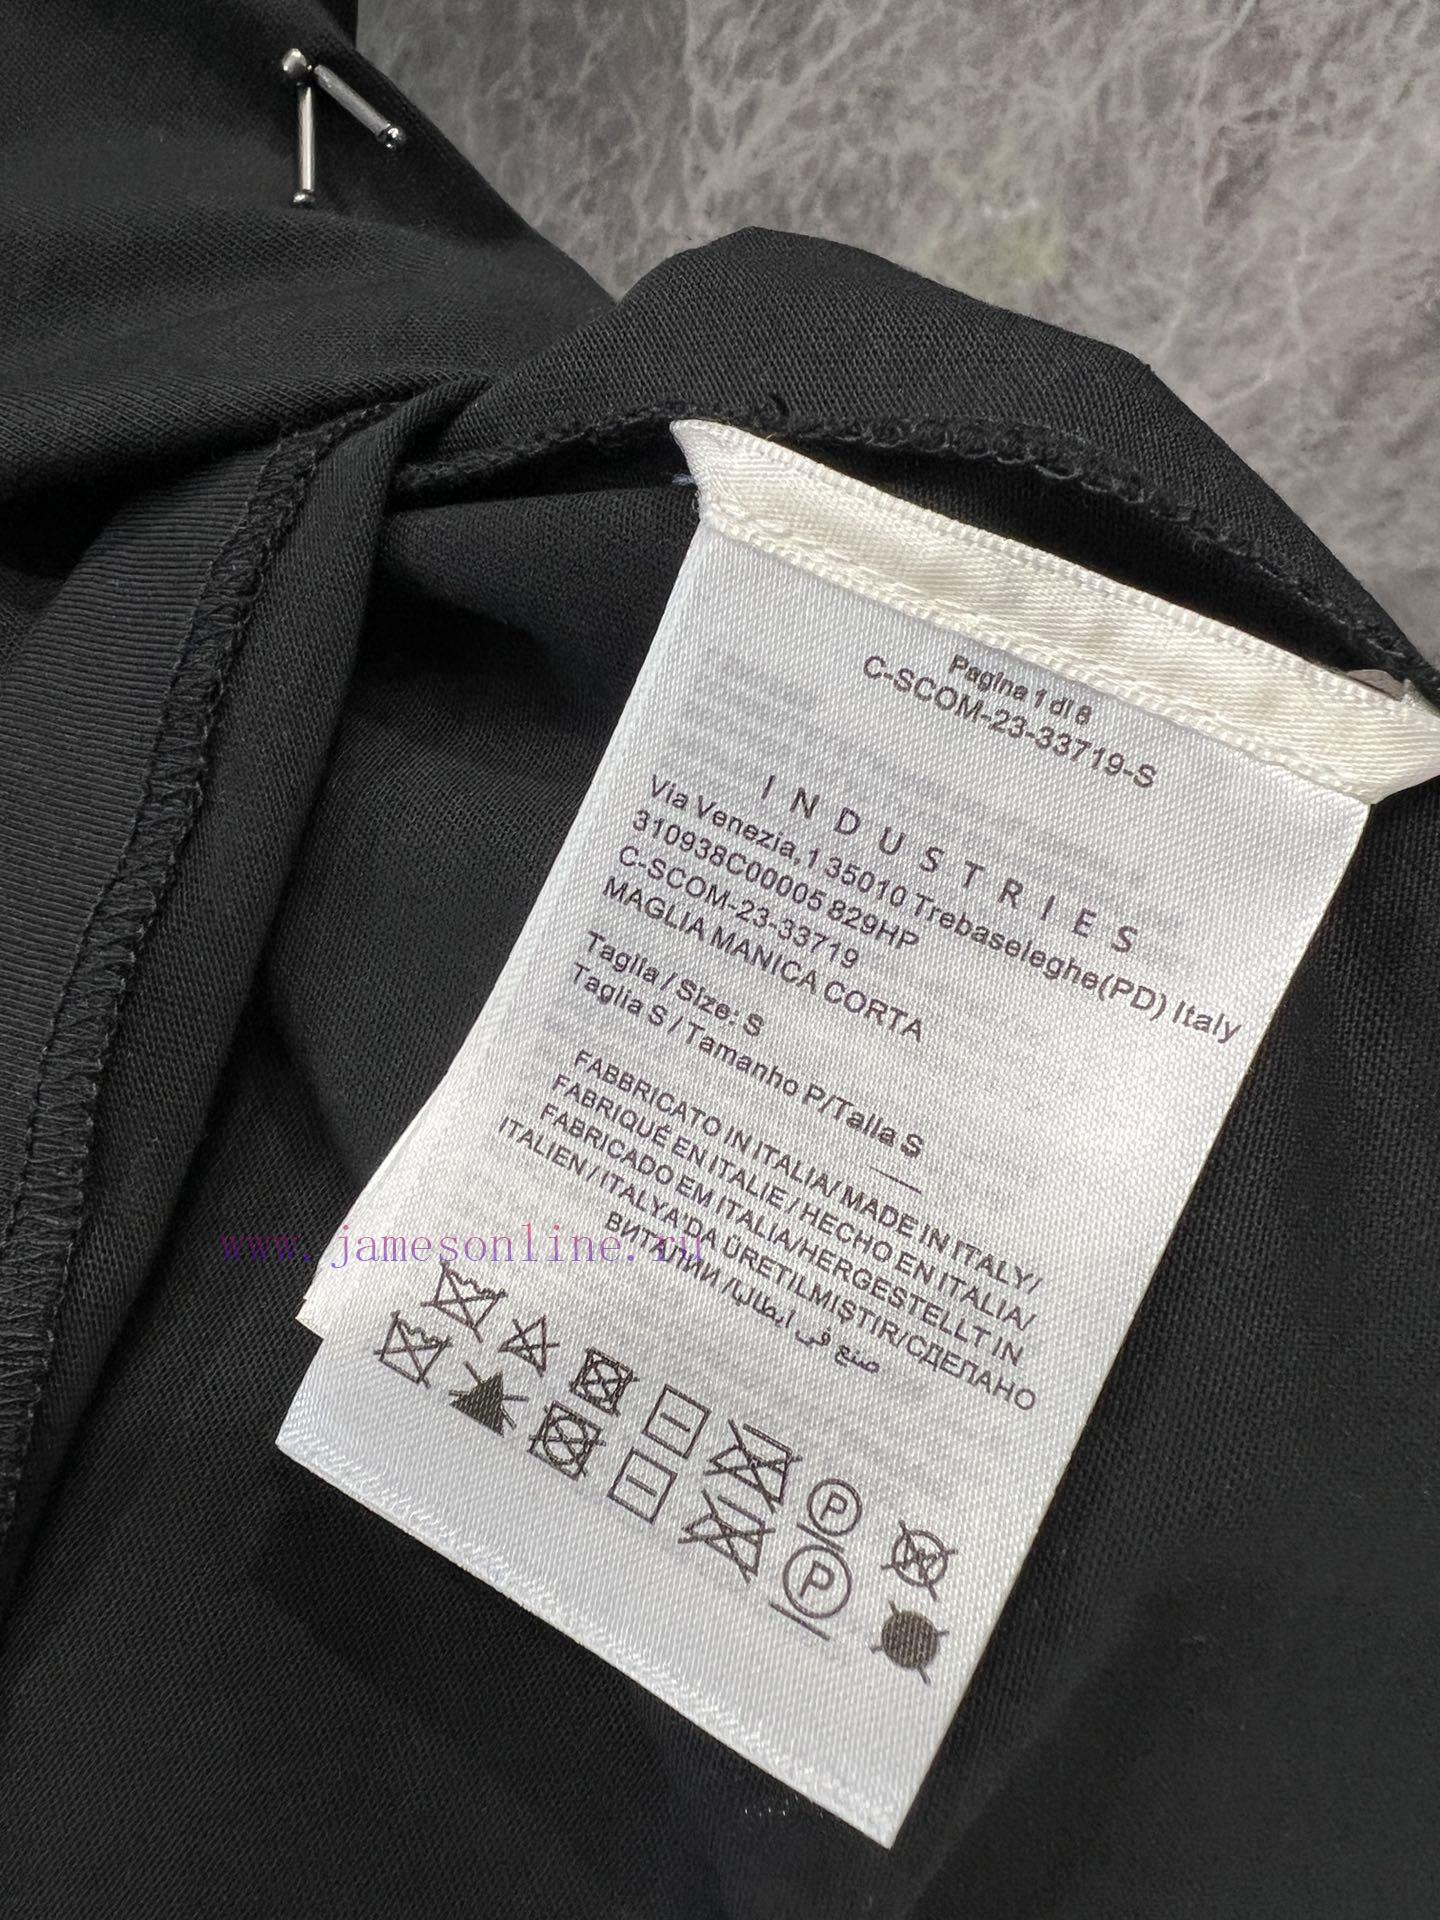 Pagina 1 di 8
C-SCOM-23-33719-S
INDUSTRIES
Via Venezia,1 35010 Trebaseleghe(PD) Italy
310938C00005 829HP
C-SCOM-23-33719
MAGLIA MANICA CORTA
Taglia / Size: S
Taglia S / Tamanho P/Talla S
FABBRICATO IN ITALIA/ MADE IN ITALY/
FABRIQUÉ EN ITALIE / HECHO EN ITALIA/
FABRICADO EM ITALIA/HERGESTELLT IN
ITALIEN / ITALYA'DA ÜRETILMIŞTIR/СДЕЛАНО
ВИТАЛИИ /صنع في ايطاليا
www.jamesonline.ru
P
P